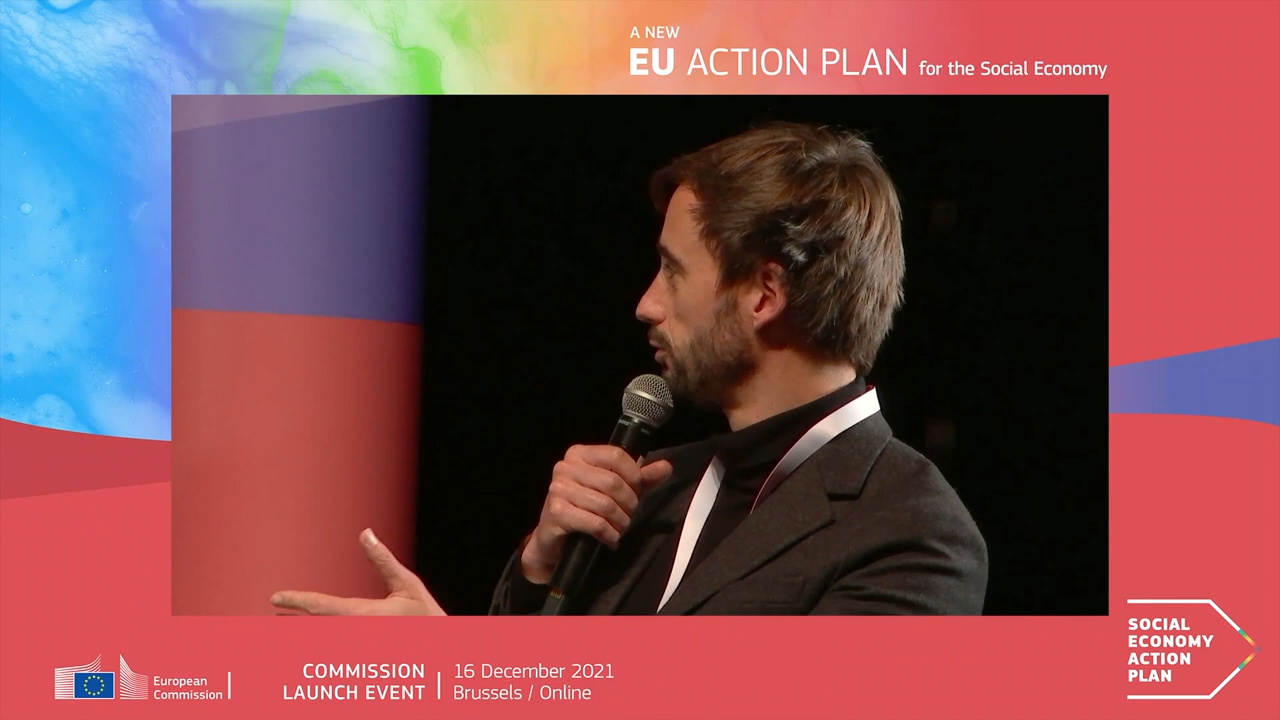 A NEW
EU ACTION PLAN for the Social Economy
European
Commission
COMMISSION
LAUNCH EVENT
16 December 2021
Brussels / Online
SOCIAL
ECONOMY
ACTION
PLAN